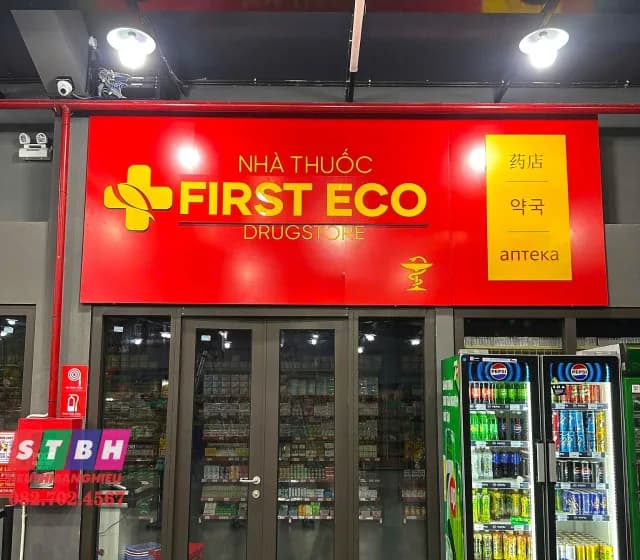 NHÀ THUỐC
FIRST ECO
DRUGSTORE
药店
약국
аптека
PEPSI
PEPSI
STBH